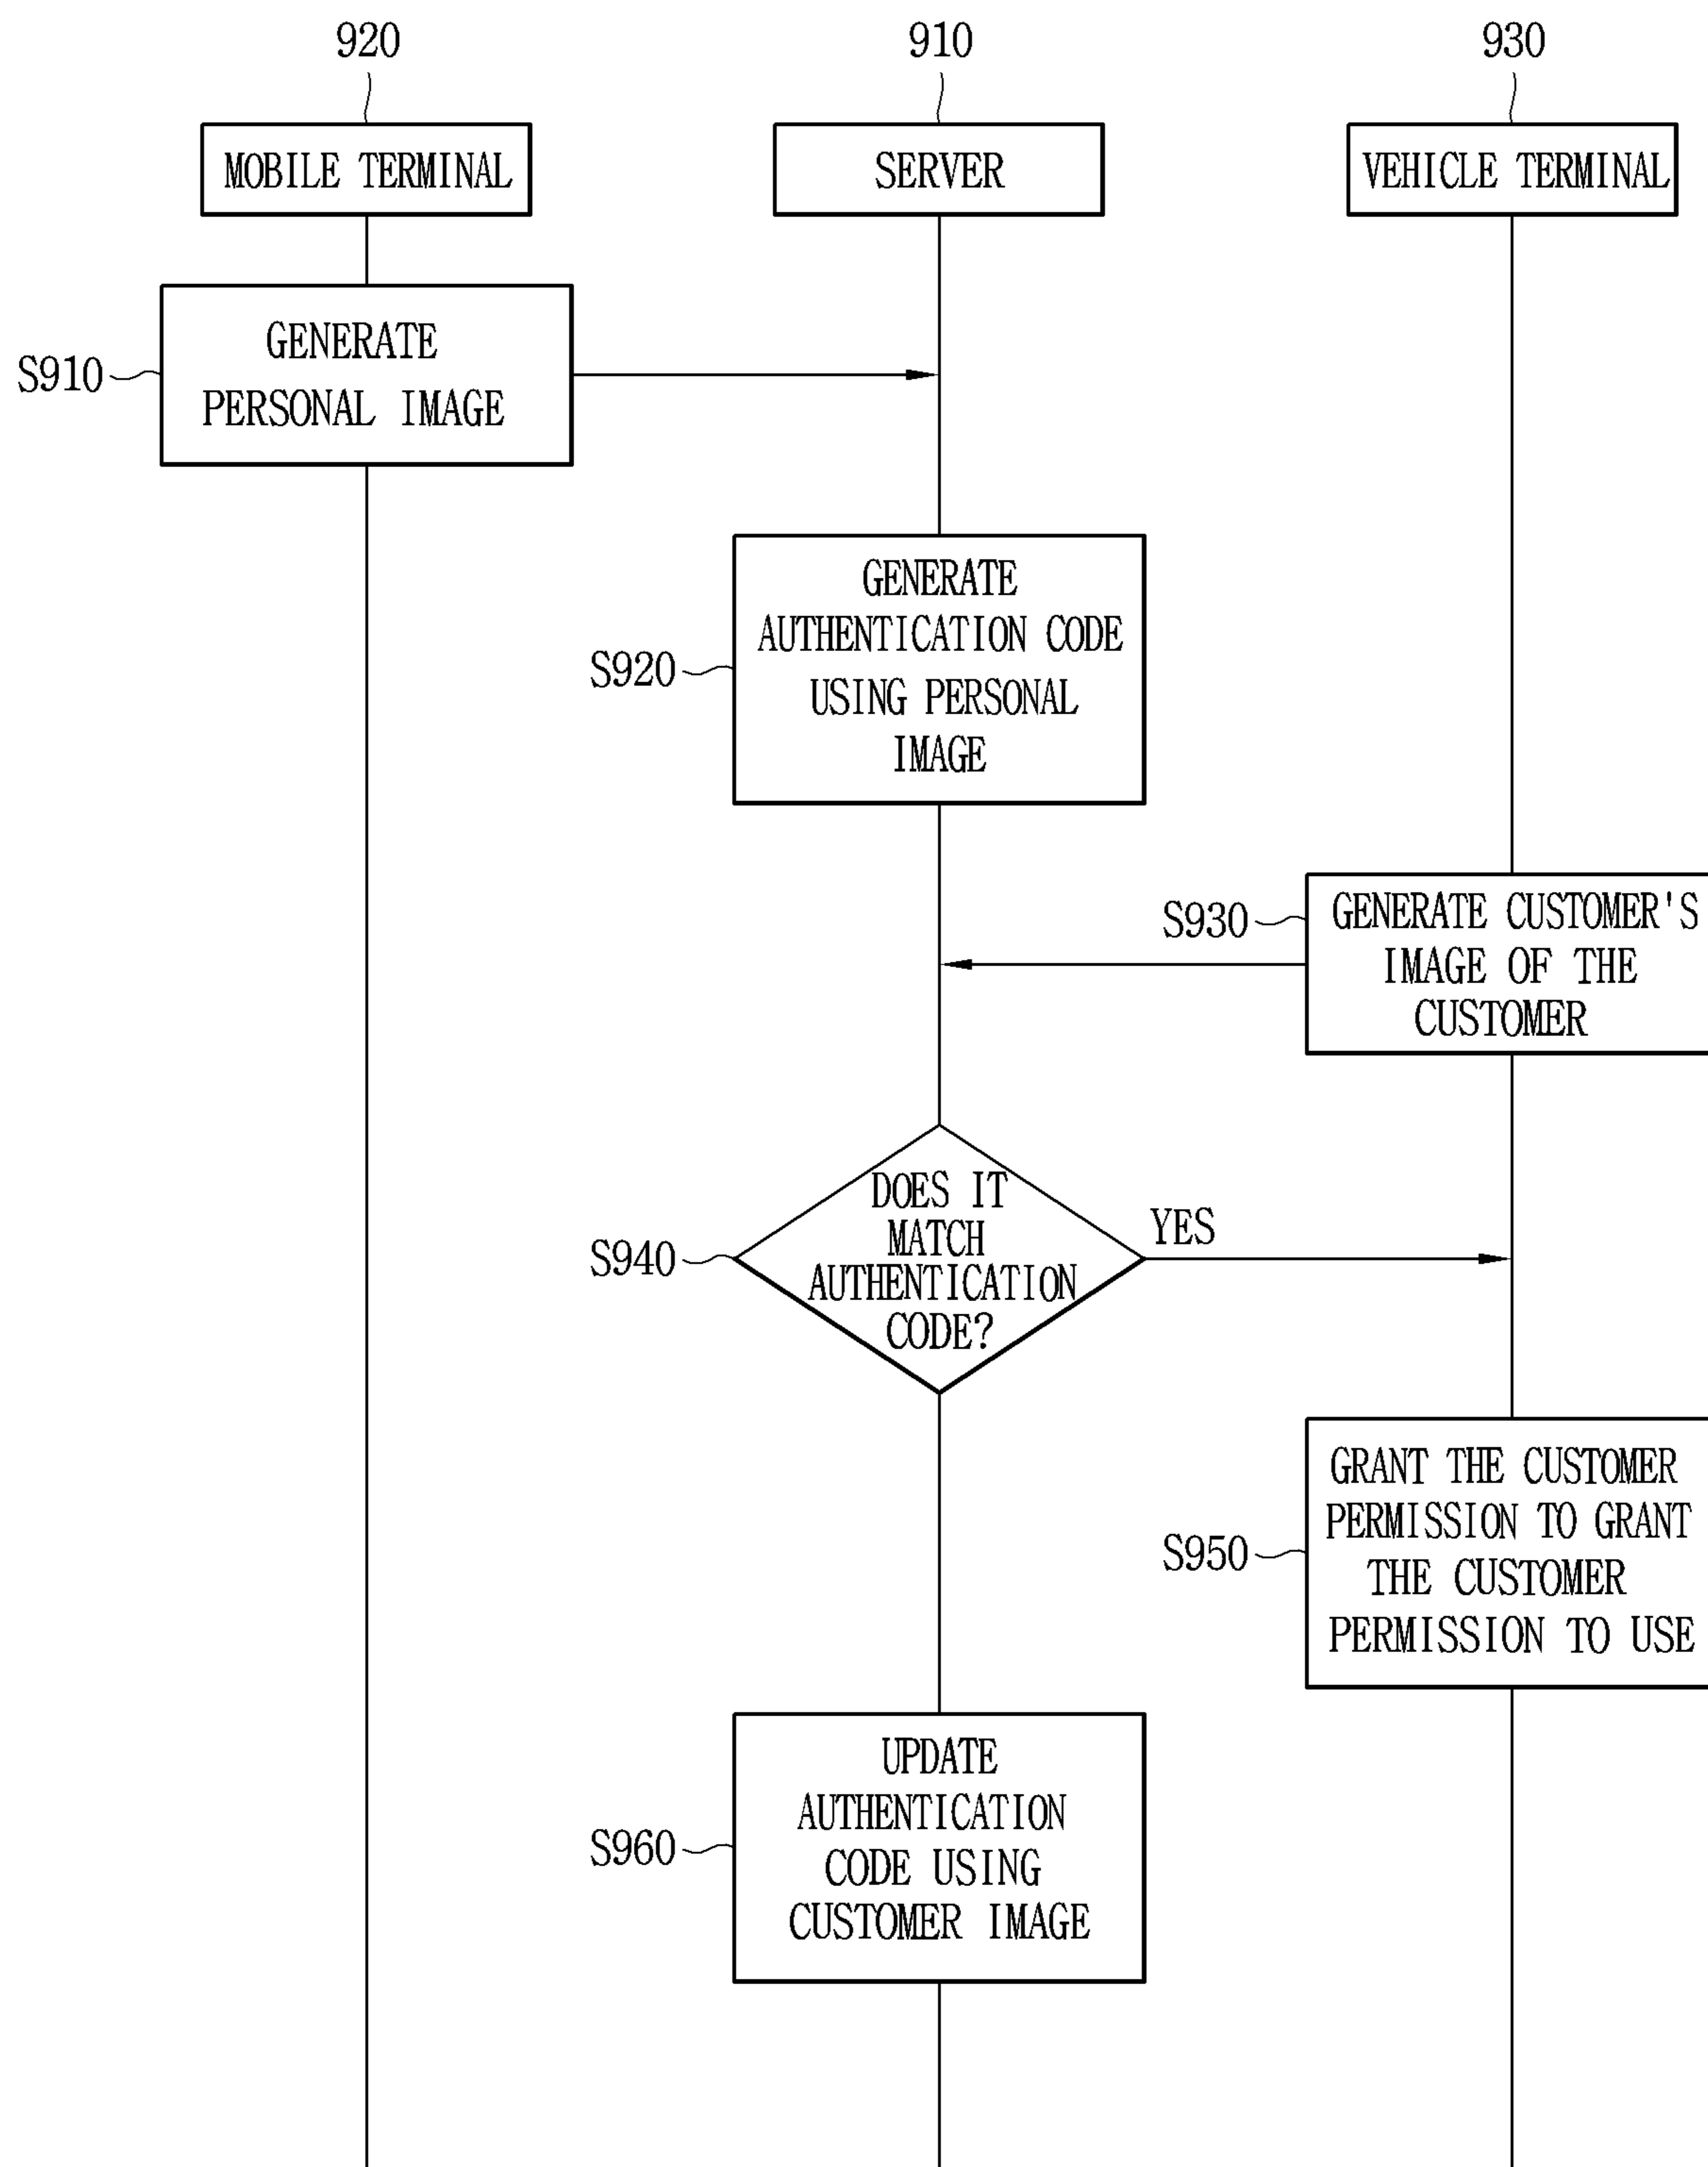 920
910
930
MOBILE TERMINAL
SERVER
VEHICLE TERMINAL
S910
GENERATE
PERSONAL IMAGE
S920
GENERATE
AUTHENTICATION CODE
USING PERSONAL
IMAGE
S930
GENERATE CUSTOMER'S
IMAGE OF THE
CUSTOMER
S940
DOES IT
MATCH
AUTHENTICATION
CODE?
YES
S950
GRANT THE CUSTOMER
PERMISSION TO GRANT
THE CUSTOMER
PERMISSION TO USE
S960
UPDATE
AUTHENTICATION
CODE USING
CUSTOMER IMAGE